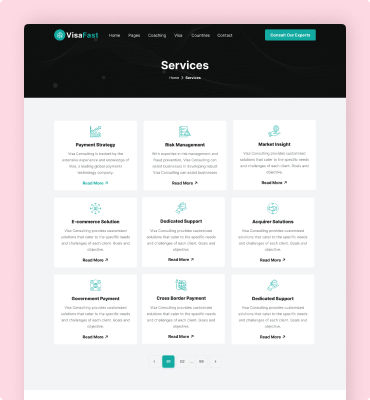 VisaFast Home Pages Coaching Visa Countries Contact Consult Our Experts
Services
Home > Services
Payment Strategy
Visa Consulting is backed by the
extensive experience and knowledge of
Visa, a leading global payments
technology company.
Read More ↗
Risk Management
With expertise in risk management and
fraud prevention, Visa Consulting can
assist businesses in developing robust
Visa Consulting can assist businesses
Read More ↗
Market Insight
Visa Consulting provides customized
solutions that cater to the specific needs
and challenges of each client. Goals and
objective.
Read More ↗
E-commerce Solution
Visa Consulting provides customized
solutions that cater to the specific needs
and challenges of each client. Goals and
objective.
Read More ↗
Dedicated Support
Visa Consulting provides customized
solutions that cater to the specific needs
and challenges of each client. Goals and
objective.
Read More ↗
Acquirer Solutions
Visa Consulting provides customized
solutions that cater to the specific needs
and challenges of each client. Goals and
objective.
Read More ↗
Government Payment
Visa Consulting provides customized
solutions that cater to the specific needs
and challenges of each client. Goals and
objective.
Read More ↗
Cross Border Payment
Visa Consulting provides customized
solutions that cater to the specific needs
and challenges of each client. Goals and
objective.
Read More ↗
Dedicated Support
Visa Consulting provides customized
solutions that cater to the specific needs
and challenges of each client. Goals and
objective.
Read More ↗
01 02 ...